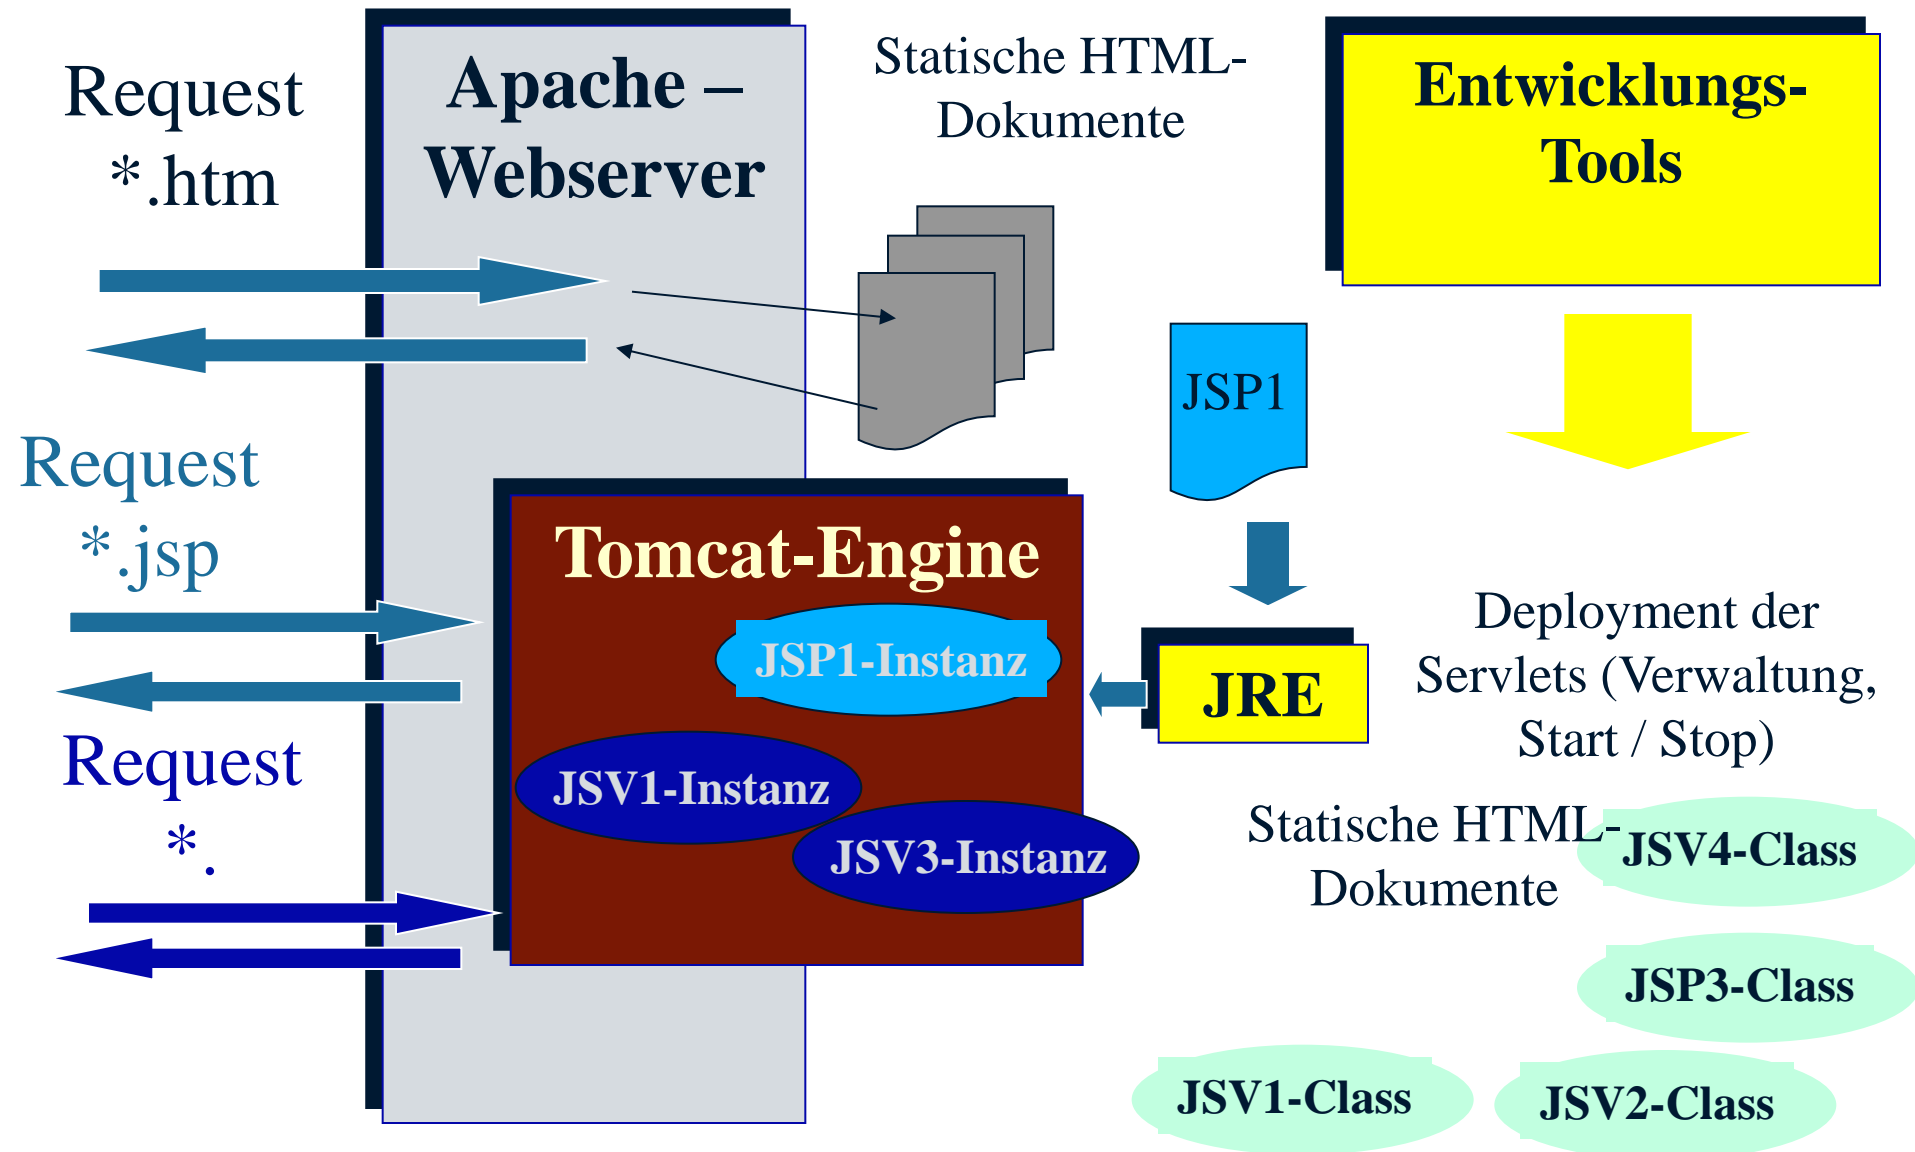 Request
*.htm
Apache –
Webserver
Statische HTML-
Dokumente
Entwicklungs-
Tools
JSP1
Request
*.jsp
Tomcat-Engine
JSP1-Instanz
JRE
Deployment der
Servlets (Verwaltung,
Start / Stop)
Request
*.
JSV1-Instanz
JSV3-Instanz
Statische HTML-
Dokumente
JSV4-Class
JSP3-Class
JSV1-Class
JSV2-Class